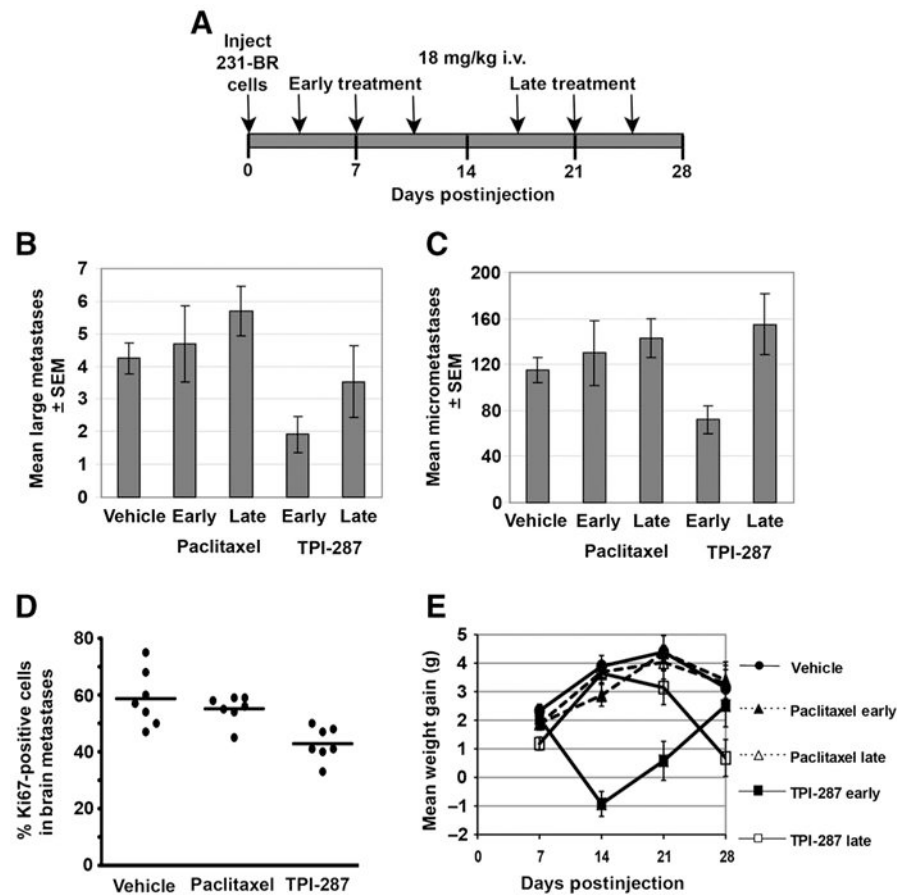 A
Inject
231-BR
cells
18 mg/kg i.v.
Early treatment
Late treatment
0 7 14 21 28
Days postinjection
B
Mean large metastases
± SEM
7
6
5
4
3
2
1
0
Vehicle Early Late Early Late
Paclitaxel TPI-287
C
Mean micrometastases
± SEM
200
160
120
80
40
0
Vehicle Early Late Early Late
Paclitaxel TPI-287
D
% Ki67-positive cells
in brain metastases
80
60
40
20
0
Vehicle Paclitaxel TPI-287
E
Mean weight gain (g)
5
4
3
2
1
0
–1
–2
0 7 14 21 28
Days postinjection
Vehicle
Paclitaxel early
Paclitaxel late
TPI-287 early
TPI-287 late